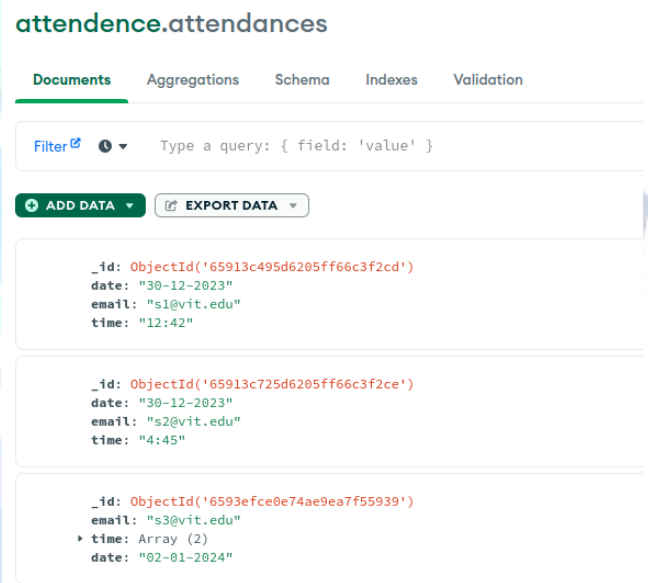 attendence.attendances
Documents Aggregations Schema Indexes Validation
Filter Type a query: { field: 'value' }
ADD DATA EXPORT DATA
_id: ObjectId('65913c495d6205ff66c3f2cd')
date: "30-12-2023"
email: "s1@vit.edu"
time: "12:42"
_id: ObjectId('65913c725d6205ff66c3f2ce')
date: "30-12-2023"
email: "s2@vit.edu"
time: "4:45"
_id: ObjectId('6593efce0e74ae9ea7f55939')
email: "s3@vit.edu"
time: Array (2)
date: "02-01-2024"